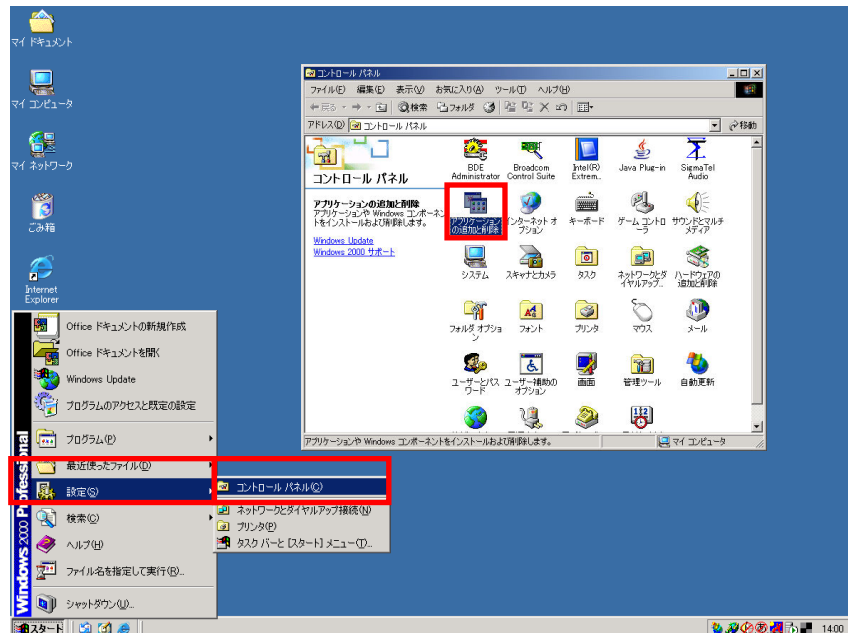 マイ ドキュメント
マイ コンピュータ
マイ ネットワーク
ごみ箱
Internet
Explorer
コントロール パネル
ファイル(F) 編集(E) 表示(V) お気に入り(A) ツール(T) ヘルプ(H)
戻る 検索 フォルダ
アドレス(D) コントロール パネル 移動
コントロール パネル
アプリケーションの追加と削除
アプリケーションや Windows コンポーネン
トをインストールおよび削除します。
Windows Update
Windows 2000 サポート
BDE
Administrator
Broadcom
Control Suite
Intel(R)
Extrem...
Java Plug-in
SigmaTel
Audio
アプリケーション
の追加と削除
インターネット オ
プション
キーボード
ゲーム コントロ
ーラ
サウンドとマルチ
メディア
システム
スキャナとカメラ
タスク
ネットワークとダ
イヤルアップ...
ハードウェアの
追加と削除
フォルダ オプショ
ン
フォント
プリンタ
マウス
メール
ユーザーとパス
ワード
ユーザー補助の
オプション
画面
管理ツール
自動更新
アプリケーションや Windows コンポーネントをインストールおよび削除します。
マイ コンピュータ
Office ドキュメントの新規作成
Office ドキュメントを開く
Windows Update
プログラムのアクセスと既定の設定
プログラム(P)
最近使ったファイル(D)
設定(S)
検索(C)
ヘルプ(H)
ファイル名を指定して実行(R)...
シャットダウン(U)...
Windows 2000 Professional
コントロール パネル(C)
ネットワークとダイヤルアップ接続(N)
プリンタ(P)
タスク バーと [スタート] メニュー(T)...
スタート
14:00